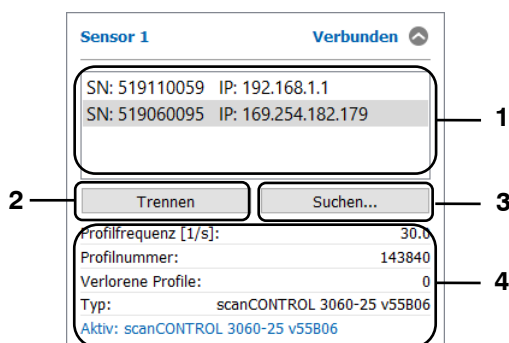 Sensor 1 Verbunden
SN: 519110059 IP: 192.168.1.1
SN: 519060095 IP: 169.254.182.179
1
2 Trennen Suchen... 3
Profilfrequenz [1/s]: 30.0
Profilnummer: 143840
Verlorene Profile: 0 4
Typ: scanCONTROL 3060-25 v55B06
Aktiv: scanCONTROL 3060-25 v55B06